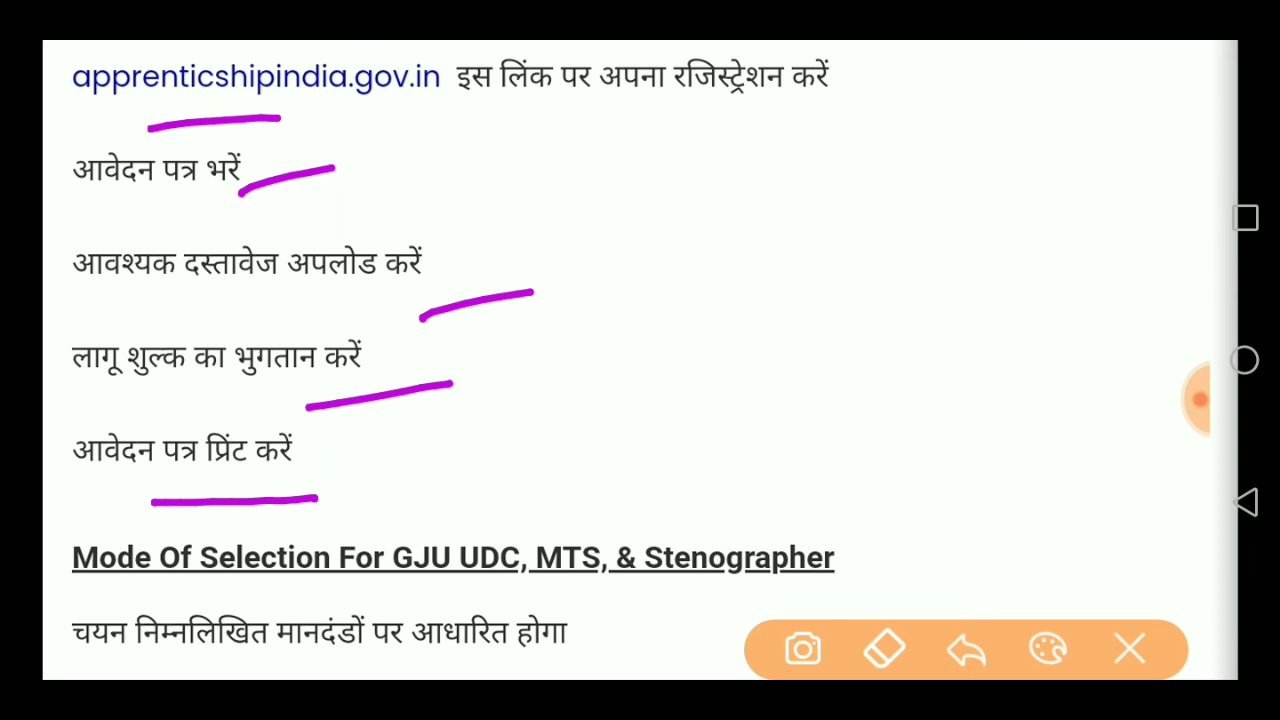 apprenticshipindia.gov.in इस लिंक पर अपना रजिस्ट्रेशन करें
आवेदन पत्र भरें
आवश्यक दस्तावेज अपलोड करें
लागू शुल्क का भुगतान करें
आवेदन पत्र प्रिंट करें
Mode Of Selection For GJU UDC, MTS, & Stenographer
चयन निम्नलिखित मानदंडों पर आधारित होगा